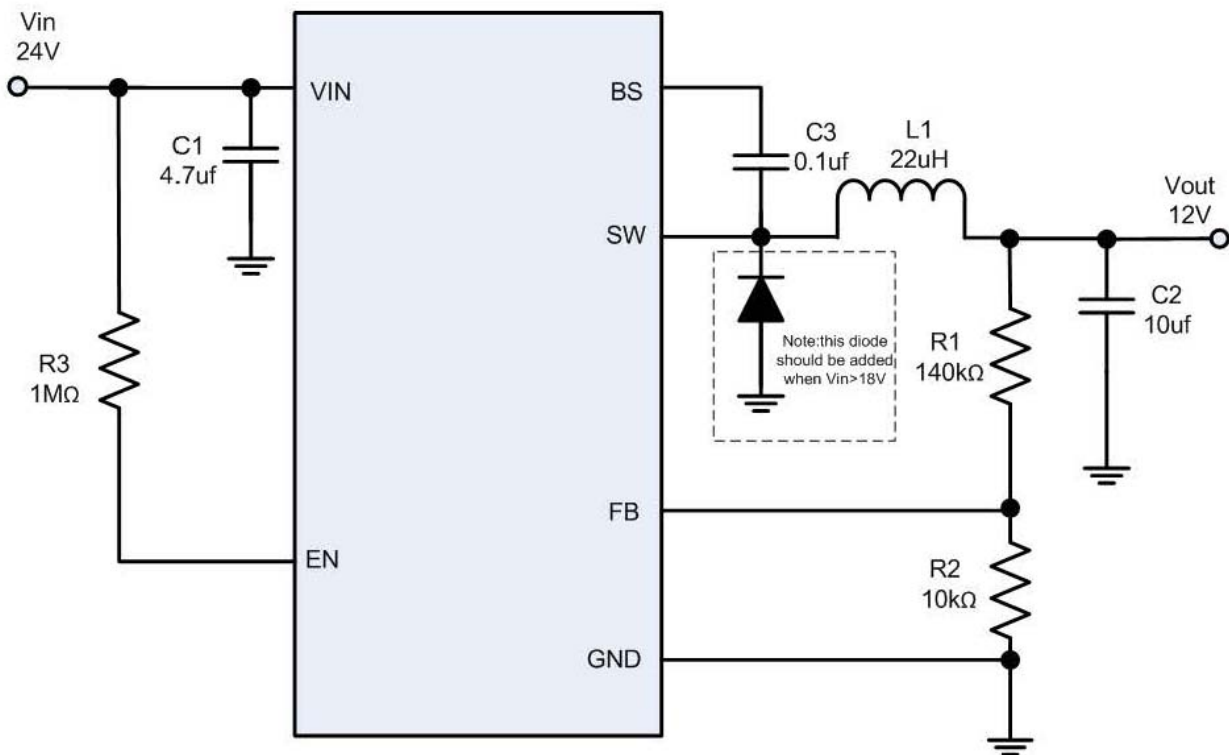 Vin
24V
VIN
C1
4.7uf
R3
1MΩ
EN
BS
C3
0.1uf
L1
22uH
SW
Vout
12V
Note:this diode
should be added
when Vin>18V
C2
10uf
R1
140kΩ
FB
R2
10kΩ
GND